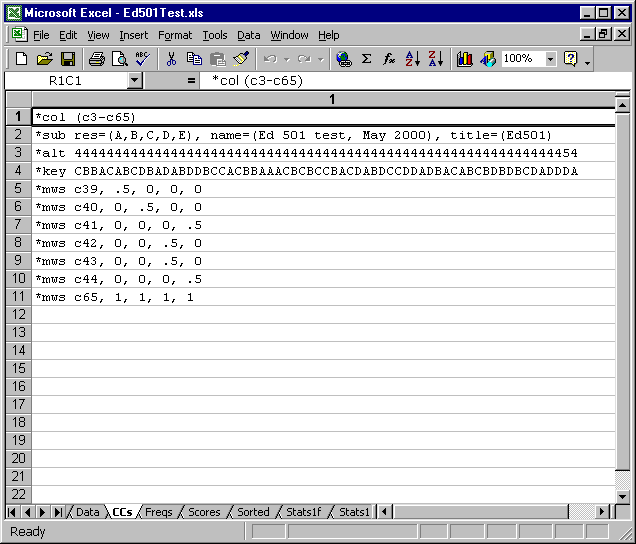 Microsoft Excel - Ed501Test.xls
File Edit View Insert Format Tools Data Window Help
ABC Σ fx A Z Z A 100% ?
R1C1 = *col (c3-c65)
1
1 *col (c3-c65)
2 *sub res=(A,B,C,D,E), name=(Ed 501 test, May 2000), title=(Ed501)
3 *alt 444444444444444444444444444444444444444444444444444444444444454
4 *key CBBACABCDBADABDDBCCACBBAAACBCBCCBACDABDCCDDADBACABCBDBDBCDADDDA
5 *mws c39, .5, 0, 0, 0
6 *mws c40, 0, .5, 0, 0
7 *mws c41, 0, 0, 0, .5
8 *mws c42, 0, 0, .5, 0
9 *mws c43, 0, 0, .5, 0
10 *mws c44, 0, 0, 0, .5
11 *mws c65, 1, 1, 1, 1
12
13
14
15
16
17
18
19
20
21
22
Data CCs Freqs Scores Sorted Stats1f Stats1
Ready